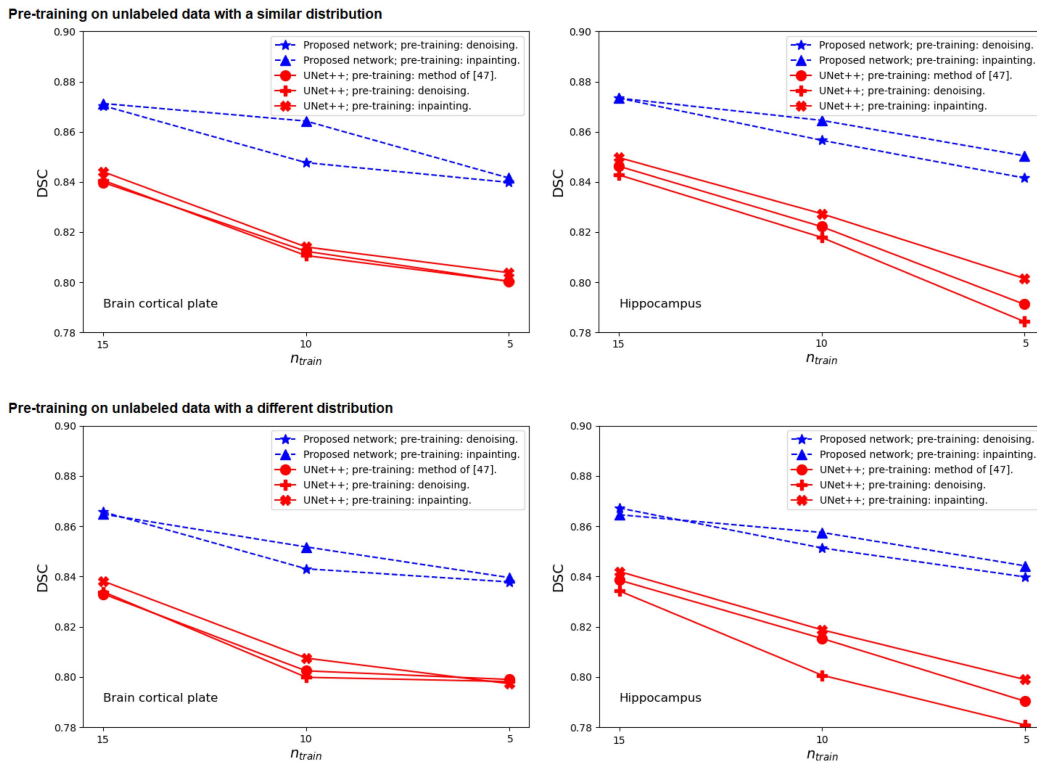 Pre-training on unlabeled data with a similar distribution
0.90
0.88
0.86
0.84
0.82
0.80
0.78
DSC
Proposed network; pre-training: denoising.
Proposed network; pre-training: inpainting.
UNet++; pre-training: method of [47].
UNet++; pre-training: denoising.
UNet++; pre-training: inpainting.
Brain cortical plate
15
10
5
n_train
0.90
0.88
0.86
0.84
0.82
0.80
0.78
DSC
Proposed network; pre-training: denoising.
Proposed network; pre-training: inpainting.
UNet++; pre-training: method of [47].
UNet++; pre-training: denoising.
UNet++; pre-training: inpainting.
Hippocampus
15
10
5
n_train
Pre-training on unlabeled data with a different distribution
0.90
0.88
0.86
0.84
0.82
0.80
0.78
DSC
Proposed network; pre-training: denoising.
Proposed network; pre-training: inpainting.
UNet++; pre-training: method of [47].
UNet++; pre-training: denoising.
UNet++; pre-training: inpainting.
Brain cortical plate
15
10
5
n_train
0.90
0.88
0.86
0.84
0.82
0.80
0.78
DSC
Proposed network; pre-training: denoising.
Proposed network; pre-training: inpainting.
UNet++; pre-training: method of [47].
UNet++; pre-training: denoising.
UNet++; pre-training: inpainting.
Hippocampus
15
10
5
n_train